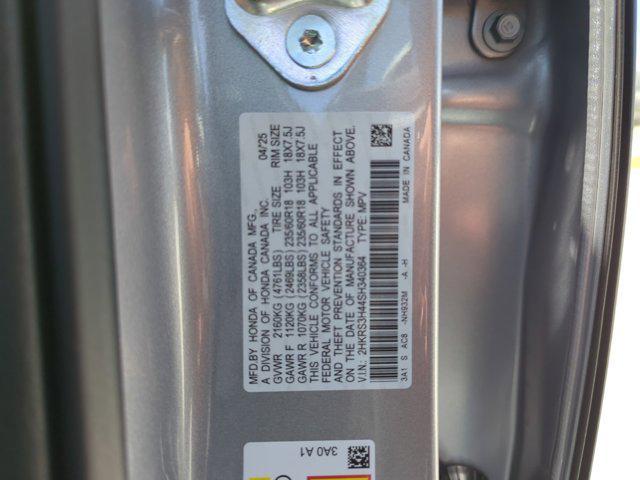 MFD.BY HONDA OF CANADA MFG., 04/25
A DIVISION OF HONDA CANADA INC.
GVWR 2160KG (4761LBS) TIRE SIZE RIM SIZE
GAWR F 1120KG (2469LBS) 235/60R18 103H 18X7.5J
GAWR R 1070KG (2358LBS) 235/60R18 103H 18X7.5J
THIS VEHICLE CONFORMS TO ALL APPLICABLE
FEDERAL MOTOR VEHICLE SAFETY
AND THEFT PREVENTION STANDARDS IN EFFECT
ON THE DATE OF MANUFACTURE SHOWN ABOVE.
V.I.N.: 2HKRS3H44SH340364 TYPE: MPV
3A1 S AC8 -NH932M -A -H MADE IN CANADA
3A0 A1